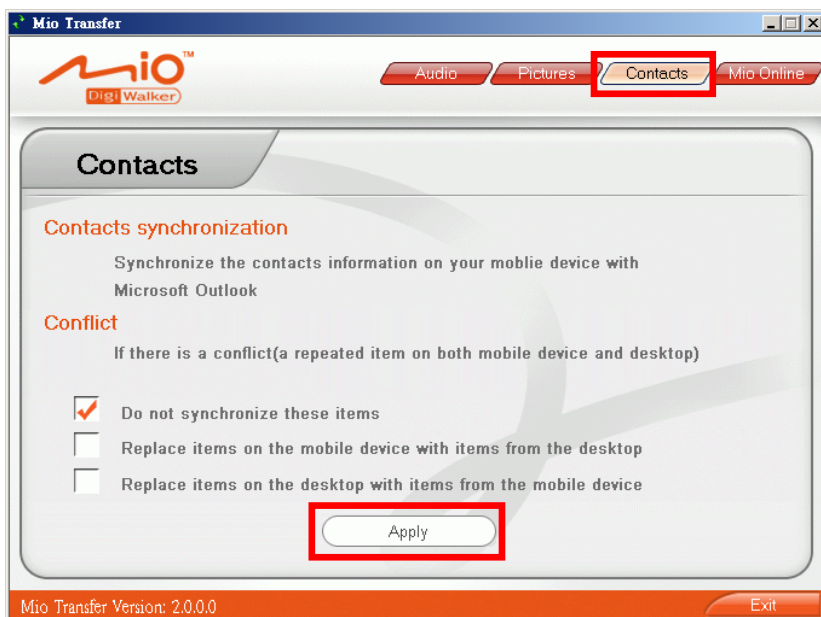 Mio Transfer
Mio™
DigiWalker
Audio
Pictures
Contacts
Mio Online
Contacts
Contacts synchronization
Synchronize the contacts information on your moblie device with
Microsoft Outlook
Conflict
If there is a conflict(a repeated item on both mobile device and desktop)
Do not synchronize these items
Replace items on the mobile device with items from the desktop
Replace items on the desktop with items from the mobile device
Apply
Mio Transfer Version: 2.0.0.0
Exit